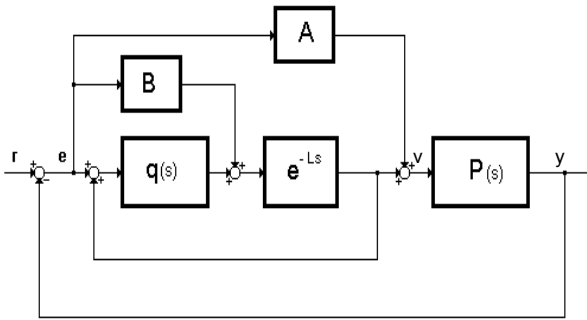 A
B
r
e
q(s)
e^-Ls
v
P(s)
y
+
-
+
+
+
+
+
+